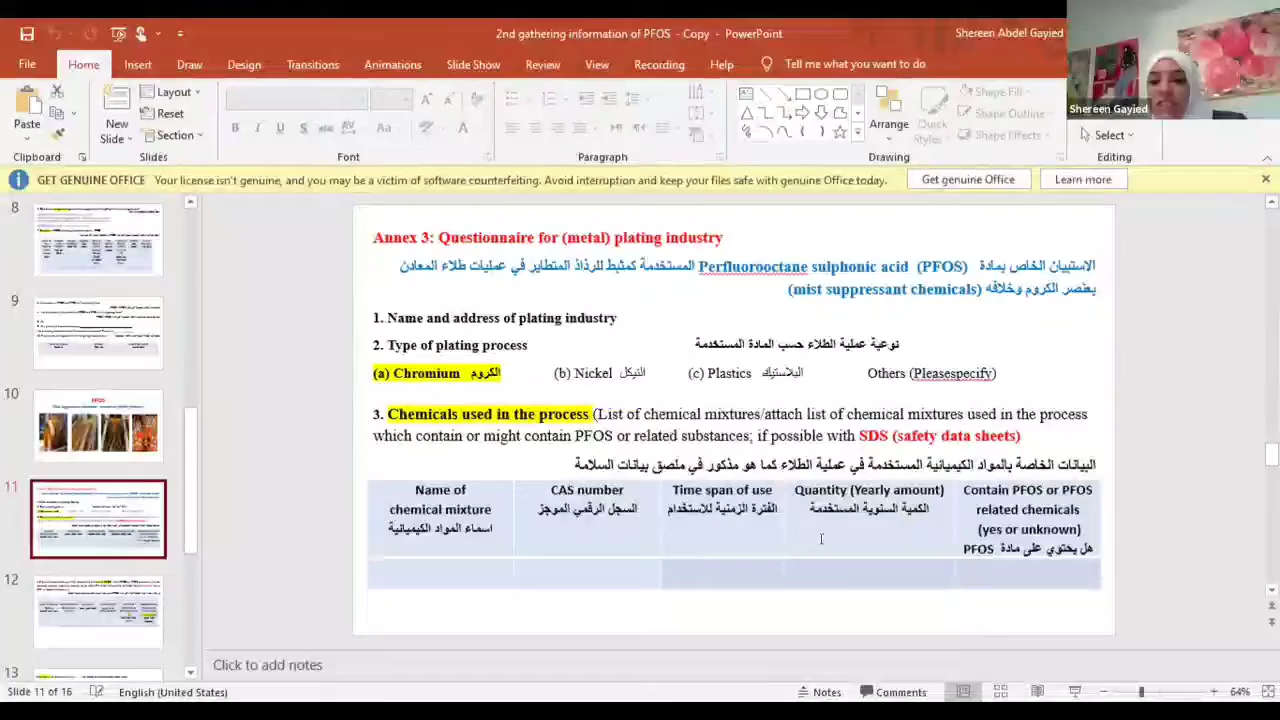 2nd gathering information of PFOS - Copy - PowerPoint
Shereen Abdel Gayied
File Home Insert Draw Design Transitions Animations Slide Show Review View Recording Help Tell me what you want to do
Shereen Gayied
Paste
New
Slide
Layout
Reset
Section
Arrange
Quick
Styles
Shape Fill
Shape Outline
Shape Effects
Select
Clipboard Slides Font Paragraph Drawing Editing
GET GENUINE OFFICE Your license isn't genuine, and you may be a victim of software counterfeiting. Avoid interruption and keep your files safe with genuine Office today. Get genuine Office Learn more
8
9
10
11
12
13
Annex 3: Questionnaire for (metal) plating industry
الاستبيان الخاص بمادة Perfluorooctane sulphonic acid (PFOS) المستخدمة كمثبط للرذاذ المتطاير في عمليات طلاء المعادن
بعنصر الكروم وخلافه (mist suppressant chemicals)
1. Name and address of plating industry
2. Type of plating process نوعية عملية الطلاء حسب المادة المستخدمة
(a) Chromium الكروم (b) Nickel النيكل (c) Plastics البلاستيك Others (Pleasespecify)
3. Chemicals used in the process (List of chemical mixtures/attach list of chemical mixtures used in the process
which contain or might contain PFOS or related substances; if possible with SDS (safety data sheets)
البيانات الخاصة بالمواد الكيميائية المستخدمة في عملية الطلاء كما هو مذكور في ملصق بيانات السلامة
Name of
chemical mixture
اسماء المواد الكيميائية
CAS number
السجل الرقمي الموجز
Time span of use
الفترة الزمنية للاستخدام
Quantity (Yearly amount)
الكمية السنوية المستخدمة
Contain PFOS or PFOS
related chemicals
(yes or unknown)
هل يحتوي على مادة PFOS
Click to add notes
Slide 11 of 16 English (United States) Notes Comments 64%